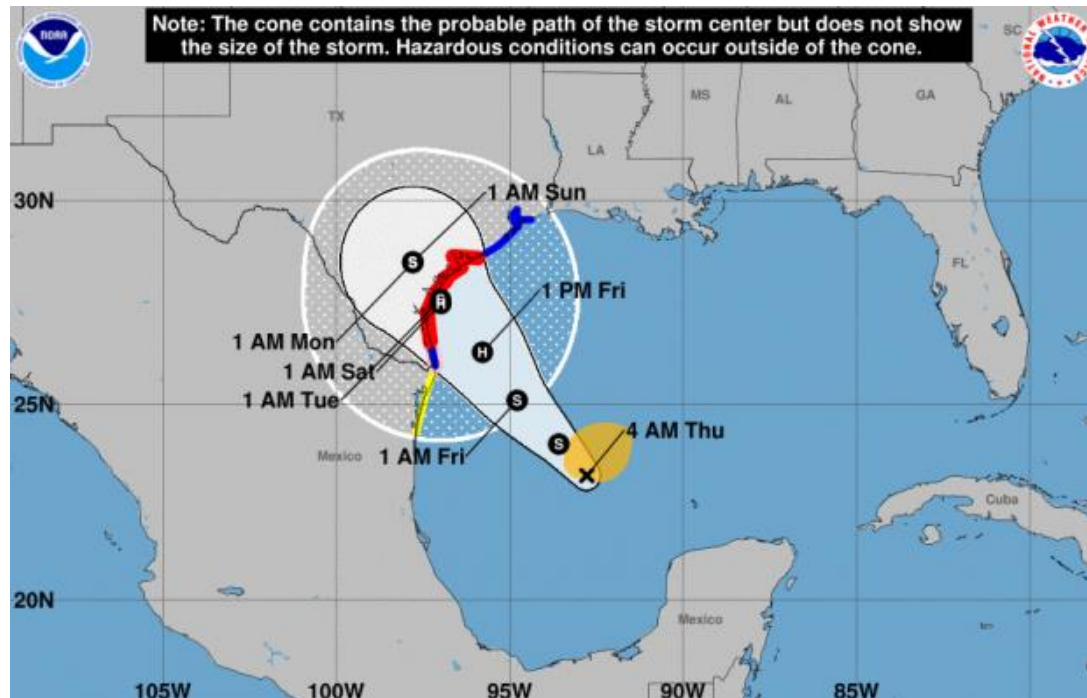 Note: The cone contains the probable path of the storm center but does not show
the size of the storm. Hazardous conditions can occur outside of the cone.
NOAA
SC
MS
AL
GA
TX
LA
30N
1 AM Sun
FL
1 PM Fri
S
1 AM Mon
H
1 AM Sat
1 AM Tue
25N
S
S
4 AM Thu
Mexico
1 AM Fri
Cuba
20N
Mexico
105W
100W
95W
90W
85W